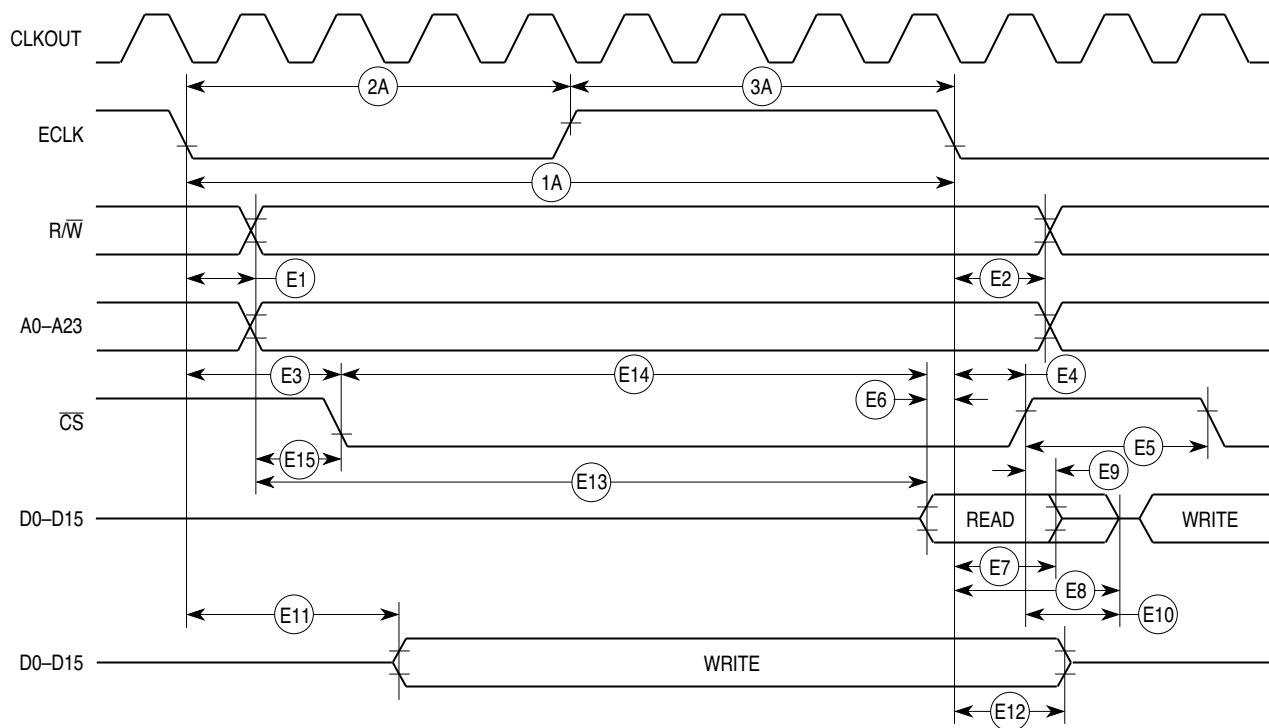 CLKOUT
2A
3A
ECLK
1A
R/W̅
E1
E2
A0–A23
E3
E14
E4
E6
C̅S̅
E15
E5
E13
E9
D0–D15
READ
WRITE
E7
E8
E11
E10
D0–D15
WRITE
E12